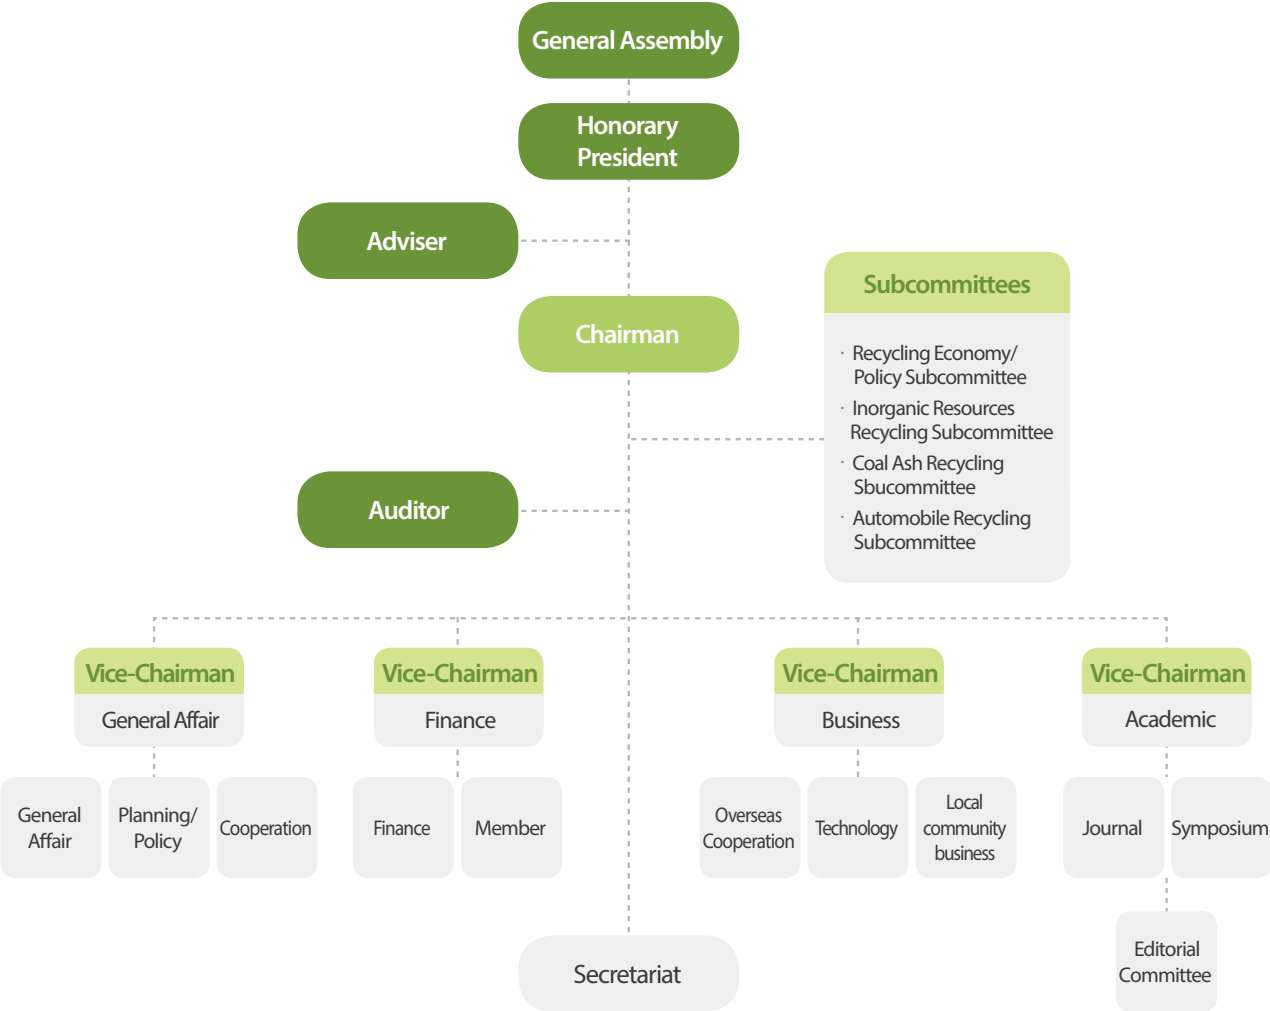 General Assembly
Honorary
President
Adviser
Chairman
Subcommittees
· Recycling Economy/
Policy Subcommittee
· Inorganic Resources
Recycling Subcommittee
· Coal Ash Recycling
Sbucommittee
· Automobile Recycling
Subcommittee
Auditor
Vice-Chairman
General Affair
Vice-Chairman
Finance
Vice-Chairman
Business
Vice-Chairman
Academic
General
Affair
Planning/
Policy
Cooperation
Finance
Member
Overseas
Cooperation
Technology
Local
community
business
Journal
Symposium
Editorial
Committee
Secretariat